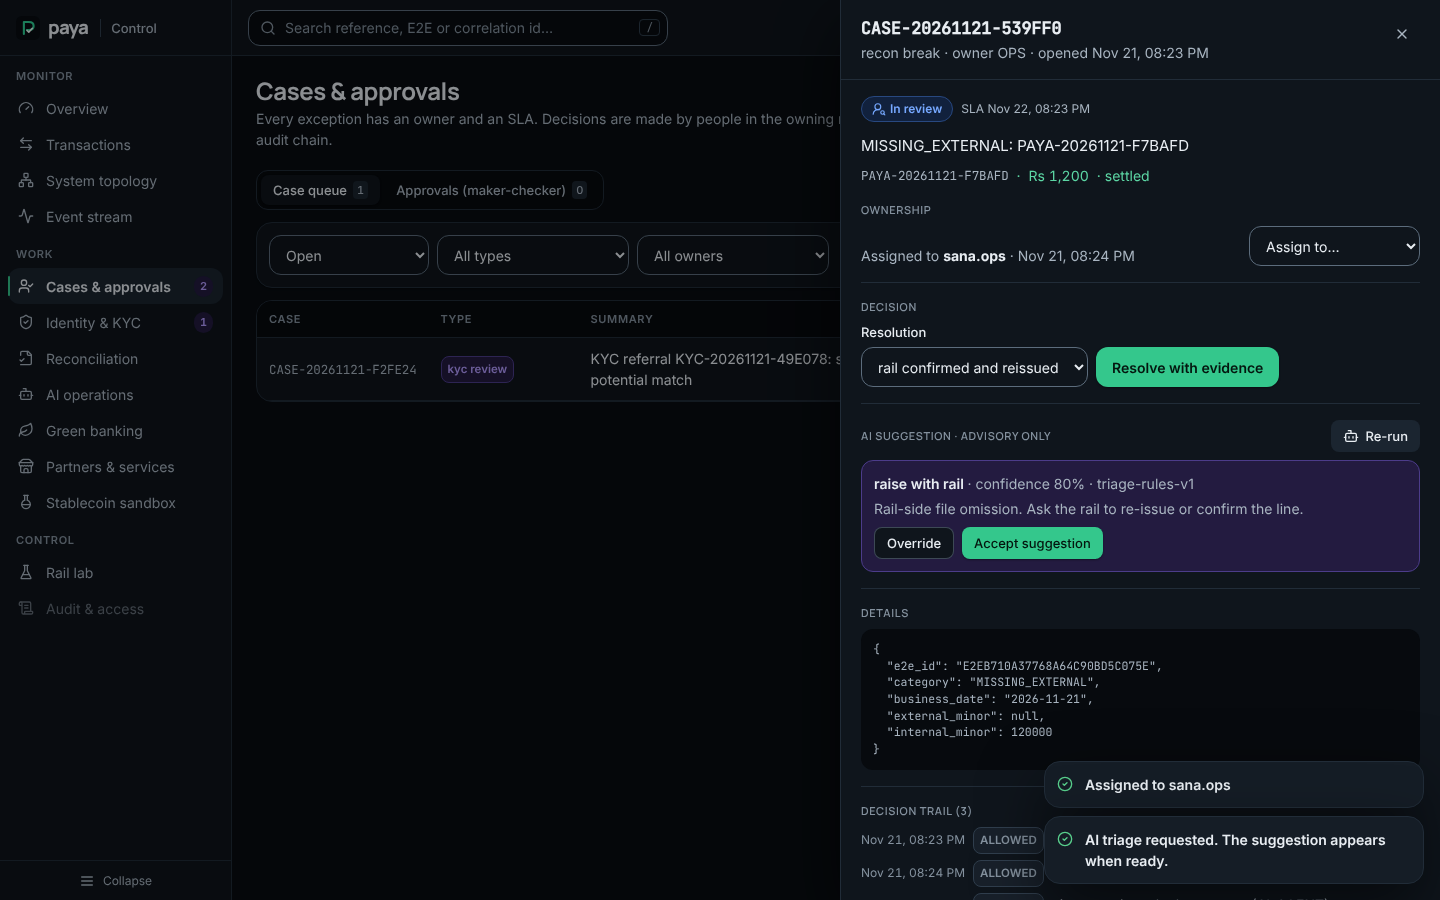 paya
Control
Search reference, E2E or correlation id...
/
MONITOR
Overview
Transactions
System topology
Event stream
WORK
Cases & approvals
2
Identity & KYC
1
Reconciliation
AI operations
Green banking
Partners & services
Stablecoin sandbox
CONTROL
Rail lab
Audit & access
Collapse
Cases & approvals
Every exception has an owner and an SLA. Decisions are made by people in the owning
audit chain.
Case queue 1
Approvals (maker-checker) 0
Open
All types
All owners
CASE TYPE SUMMARY
CASE-20261121-F2FE24 kyc review KYC referral KYC-20261121-49E078:
potential match
CASE-20261121-539FF0
recon break · owner OPS · opened Nov 21, 08:23 PM
In review SLA Nov 22, 08:23 PM
MISSING_EXTERNAL: PAYA-20261121-F7BAFD
PAYA-20261121-F7BAFD · Rs 1,200 · settled
OWNERSHIP
Assigned to sana.ops · Nov 21, 08:24 PM
Assign to...
DECISION
Resolution
rail confirmed and reissued
Resolve with evidence
AI SUGGESTION · ADVISORY ONLY
Re-run
raise with rail · confidence 80% · triage-rules-v1
Rail-side file omission. Ask the rail to re-issue or confirm the line.
Override
Accept suggestion
DETAILS
{
"e2e_id": "E2EB710A37768A64C90BD5C075E",
"category": "MISSING_EXTERNAL",
"business_date": "2026-11-21",
"external_minor": null,
"internal_minor": 120000
}
DECISION TRAIL (3)
Nov 21, 08:23 PM ALLOWED
Nov 21, 08:24 PM ALLOWED
Assigned to sana.ops
AI triage requested. The suggestion appears
when ready.